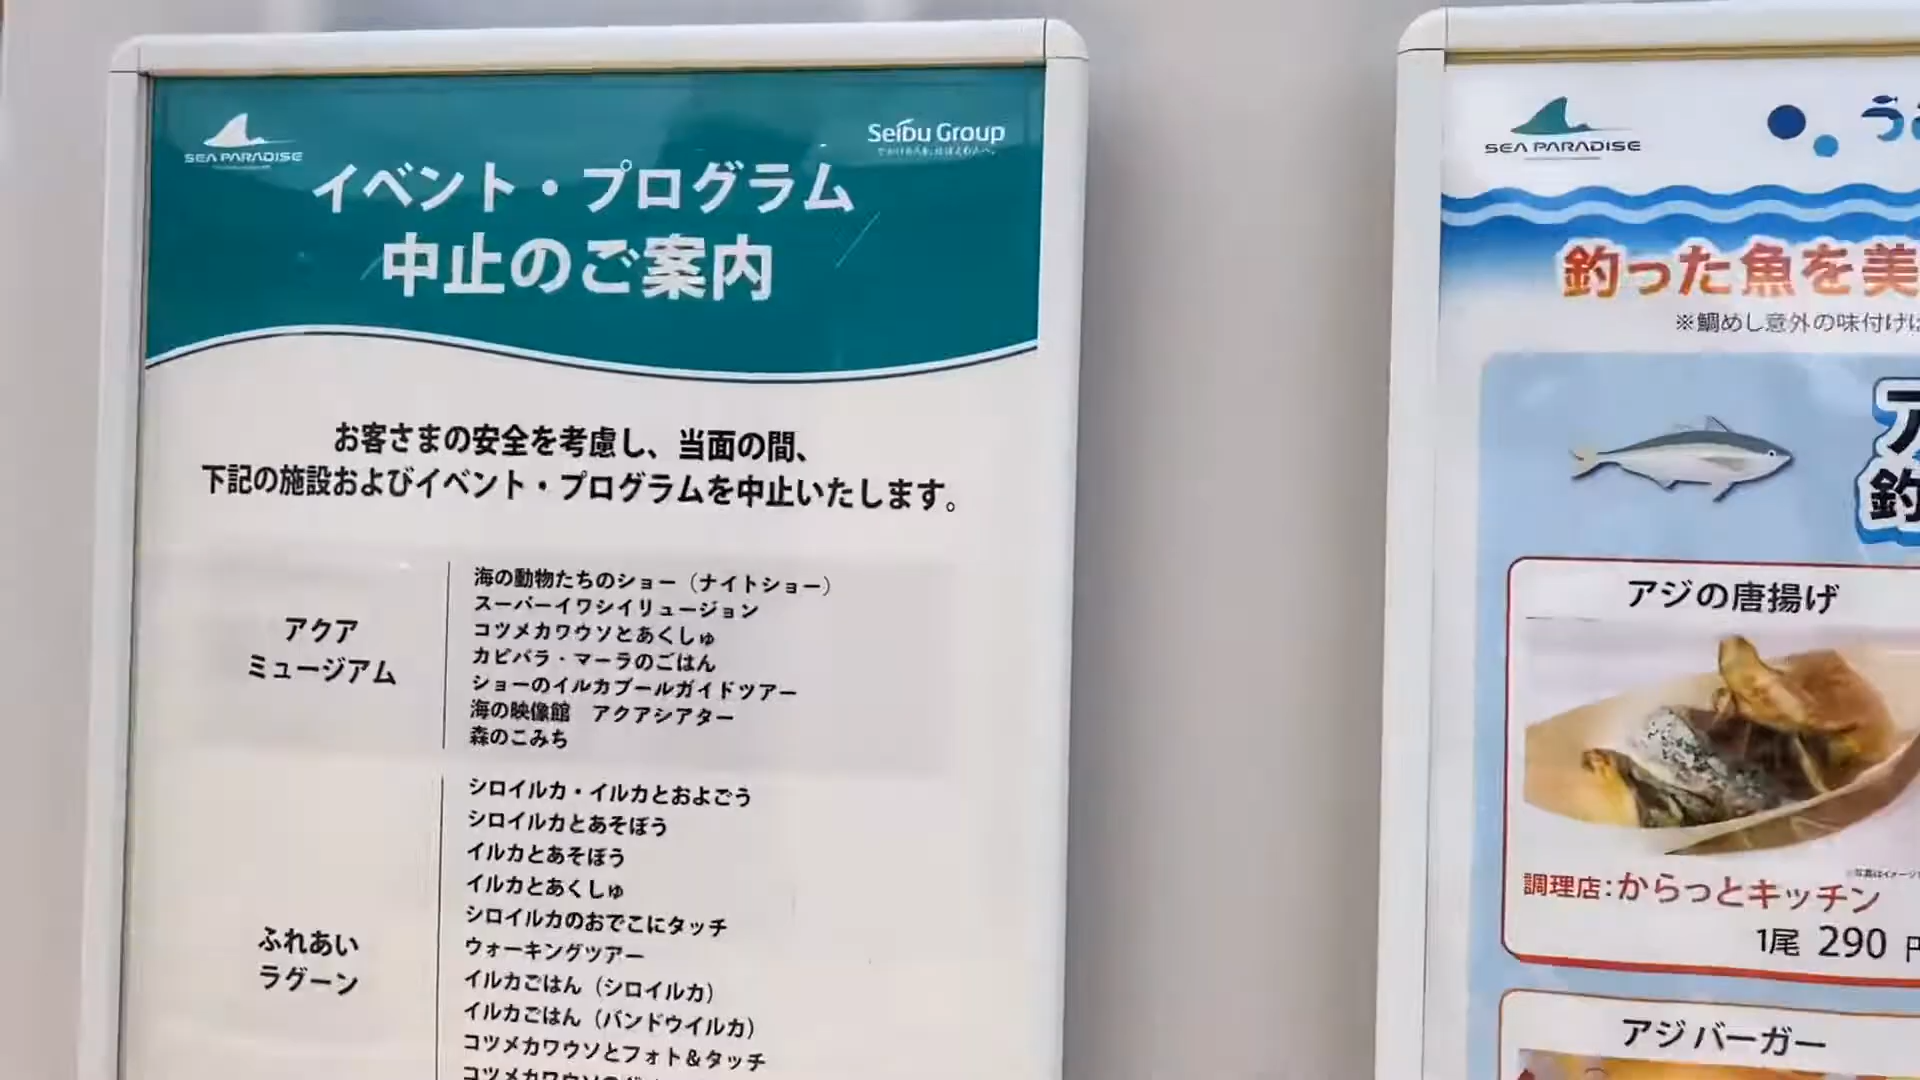 SEA PARADISE
Seibu Group
イベント・プログラム
中止のご案内
お客さまの安全を考慮し、当面の間、
下記の施設およびイベント・プログラムを中止いたします。
アクア
ミュージアム
海の動物たちのショー（ナイトショー）
スーパーイワシイリュージョン
コツメカワウソとあくしゅ
カピバラ・マーラのごはん
ショーのイルカプールガイドツアー
海の映像館　アクアシアター
森のこみち
ふれあい
ラグーン
シロイルカ・イルカとおよごう
シロイルカとあそぼう
イルカとあそぼう
イルカとあくしゅ
シロイルカのおでこにタッチ
ウォーキングツアー
イルカごはん（シロイルカ）
イルカごはん（バンドウイルカ）
コツメカワウソとフォト＆タッチ
SEA PARADISE
釣った魚を美
※鯛めし意外の味付けは
ア
釣
アジの唐揚げ
調理店：からっとキッチン
1尾 290 円
アジバーガー